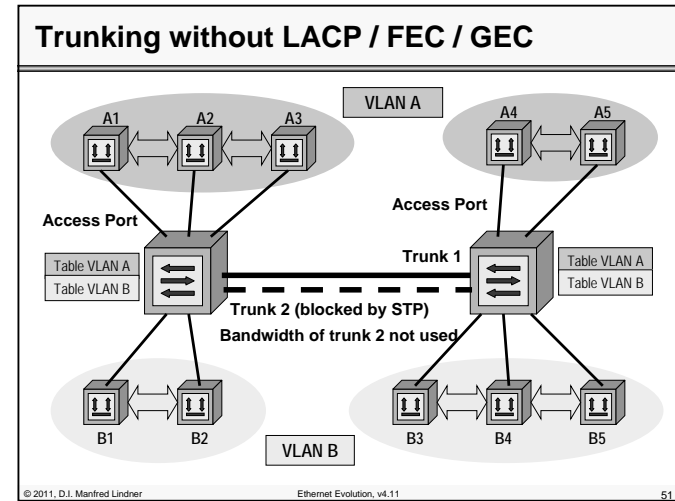 Trunking without LACP / FEC / GEC
VLAN A
A1
A2
A3
A4
A5
Access Port
Access Port
Table VLAN A
Table VLAN B
Trunk 1
Table VLAN A
Table VLAN B
Trunk 2 (blocked by STP)
Bandwidth of trunk 2 not used
B1
B2
B3
B4
B5
VLAN B
© 2011, D.I. Manfred Lindner
Ethernet Evolution, v4.11
51